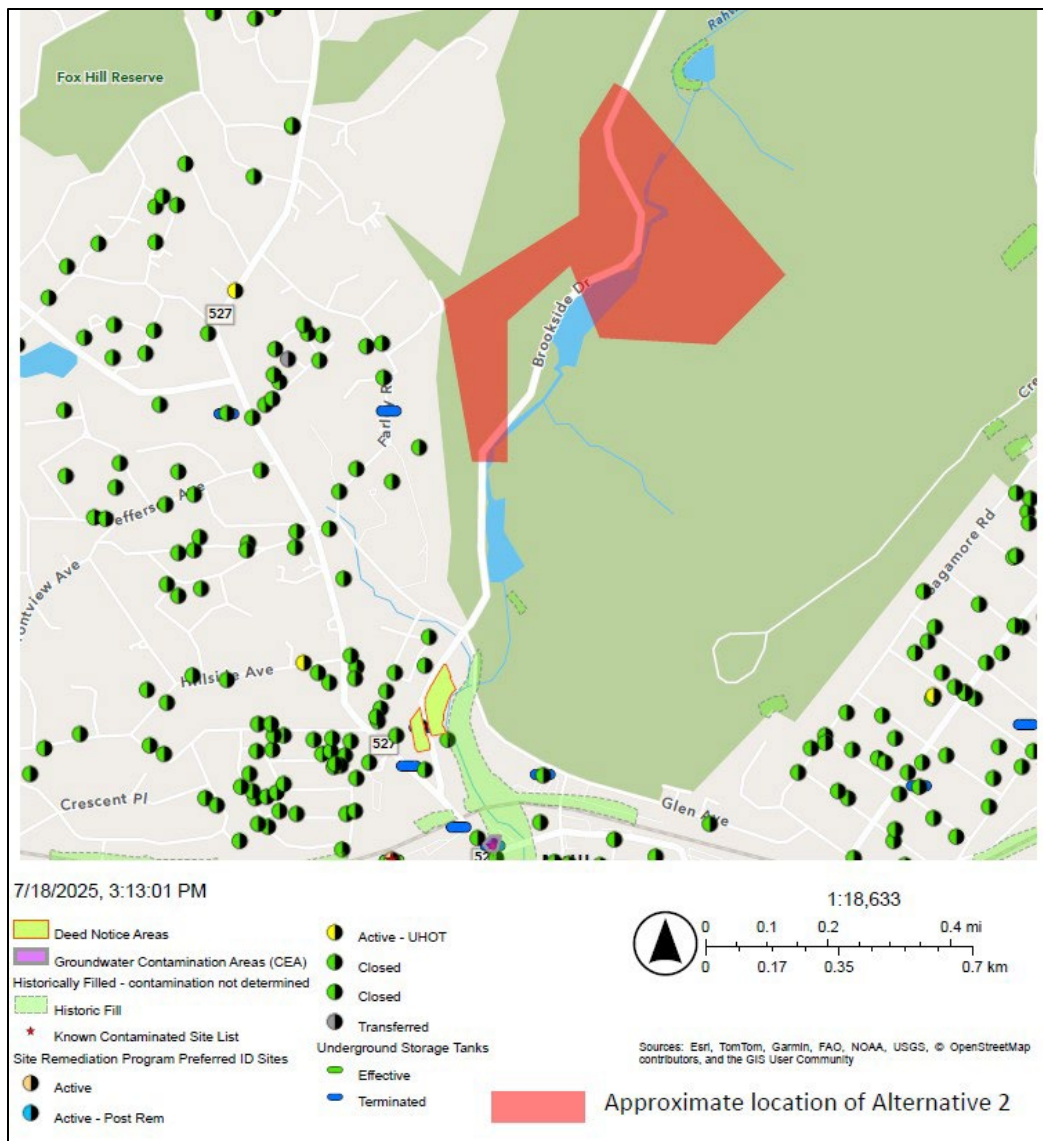 Rahw
Fox Hill Reserve
527
Brookside Dr
Farley R
Cre
Jefferson Ave
Sagamore Rd
ontview Ave
Hillside Ave
527
Crescent Pl
Glen Ave
52
7/18/2025, 3:13:01 PM
Deed Notice Areas
Groundwater Contamination Areas (CEA)
Historically Filled - contamination not determined
Historic Fill
Known Contaminated Site List
Site Remediation Program Preferred ID Sites
Active
Active - Post Rem
Active - UHOT
Closed
Closed
Transferred
Underground Storage Tanks
Effective
Terminated
1:18,633
0 0.1 0.2 0.4 mi
0 0.17 0.35 0.7 km
Sources: Esri, TomTom, Garmin, FAO, NOAA, USGS, © OpenStreetMap
contributors, and the GIS User Community
Approximate location of Alternative 2